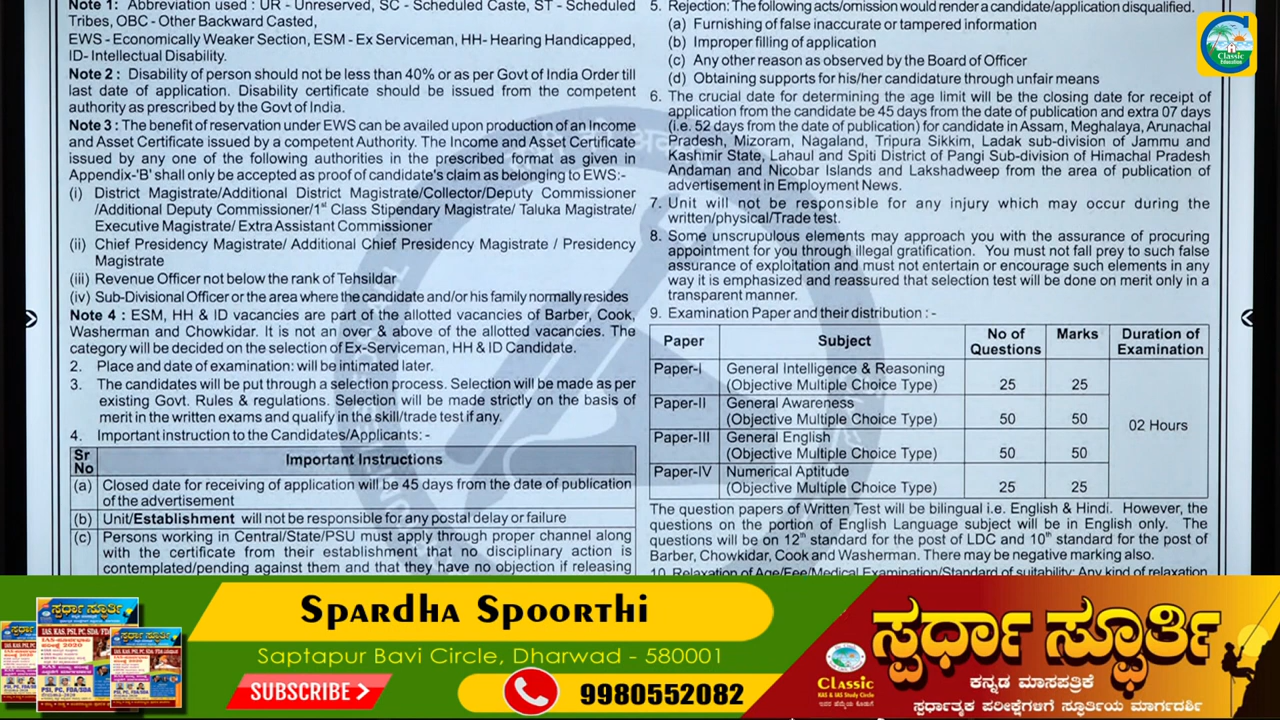 Note 1: Abbreviation used : UR - Unreserved, SC - Scheduled Caste, ST - Scheduled
Tribes, OBC - Other Backward Casted,
EWS - Economically Weaker Section, ESM - Ex Serviceman, HH- Hearing Handicapped,
ID- Intellectual Disability.
Note 2 : Disability of person should not be less than 40% or as per Govt of India Order till
last date of application. Disability certificate should be issued from the competent
authority as prescribed by the Govt of India.
Note 3 : The benefit of reservation under EWS can be availed upon production of an Income
and Asset Certificate issued by a competent Authority. The Income and Asset Certificate
issued by any one of the following authorities in the prescribed format as given in
Appendix-'B' shall only be accepted as proof of candidate's claim as belonging to EWS:-
(i) District Magistrate/Additional District Magistrate/Collector/Deputy Commissioner
/Additional Deputy Commissioner/1st Class Stipendary Magistrate/ Taluka Magistrate/
Executive Magistrate/ Extra Assistant Commissioner
(ii) Chief Presidency Magistrate/ Additional Chief Presidency Magistrate / Presidency
Magistrate
(iii) Revenue Officer not below the rank of Tehsildar
(iv) Sub-Divisional Officer or the area where the candidate and/or his family normally resides
Note 4 : ESM, HH & ID vacancies are part of the allotted vacancies of Barber, Cook,
Washerman and Chowkidar. It is not an over & above of the allotted vacancies. The
category will be decided on the selection of Ex-Serviceman, HH & ID Candidate.
2. Place and date of examination: will be intimated later.
3. The candidates will be put through a selection process. Selection will be made as per
existing Govt. Rules & regulations. Selection will be made strictly on the basis of
merit in the written exams and qualify in the skill/trade test if any.
4. Important instruction to the Candidates/Applicants: -
Sr No Important Instructions
(a) Closed date for receiving of application will be 45 days from the date of publication
of the advertisement
(b) Unit/Establishment will not be responsible for any postal delay or failure
(c) Persons working in Central/State/PSU must apply through proper channel along
with the certificate from their establishment that no disciplinary action is
contemplated/pending against them and that they have no objection if releasing
5. Rejection: The following acts/omission would render a candidate/application disqualified.
(a) Furnishing of false inaccurate or tampered information
(b) Improper filling of application
(c) Any other reason as observed by the Board of Officer
(d) Obtaining supports for his/her candidature through unfair means
6. The crucial date for determining the age limit will be the closing date for receipt of
application from the candidate be 45 days from the date of publication and extra 07 days
(i.e. 52 days from the date of publication) for candidate in Assam, Meghalaya, Arunachal
Pradesh, Mizoram, Nagaland, Tripura Sikkim, Ladak sub-division of Jammu and
Kashmir State, Lahaul and Spiti District of Pangi Sub-division of Himachal Pradesh
Andaman and Nicobar Islands and Lakshadweep from the area of publication of
advertisement in Employment News.
7. Unit will not be responsible for any injury which may occur during the
written/physical/Trade test.
8. Some unscrupulous elements may approach you with the assurance of procuring
appointment for you through illegal gratification. You must not fall prey to such false
assurance of exploitation and must not entertain or encourage such elements in any
way it is emphasized and reassured that selection test will be done on merit only in a
transparent manner.
9. Examination Paper and their distribution : -
Paper Subject No of Questions Marks Duration of Examination
Paper-I General Intelligence & Reasoning
(Objective Multiple Choice Type) 25 25
Paper-II General Awareness
(Objective Multiple Choice Type) 50 50
02 Hours
Paper-III General English
(Objective Multiple Choice Type) 50 50
Paper-IV Numerical Aptitude
(Objective Multiple Choice Type) 25 25
The question papers of Written Test will be bilingual i.e. English & Hindi. However, the
questions on the portion of English Language subject will be in English only. The
questions will be on 12th standard for the post of LDC and 10th standard for the post of
Barber, Chowkidar, Cook and Washerman. There may be negative marking also.
10. Relaxation of Age/Fee/Medical Examination/Standard of suitability: Any kind of relaxation
Classic
Education
Spardha Spoorthi
Saptapur Bavi Circle, Dharwad - 580001
SUBSCRIBE
9980552082
ಸ್ಪರ್ಧಾ ಸ್ಫೂರ್ತಿ
ಕನ್ನಡ ಮಾಸಪತ್ರಿಕೆ
ಸ್ಪರ್ಧಾತ್ಮಕ ಪರೀಕ್ಷೆಗಳಿಗೆ ಸ್ಫೂರ್ತಿಯ ಮಾರ್ಗದರ್ಶಿ
Classic
KAS & IAS Study Circle